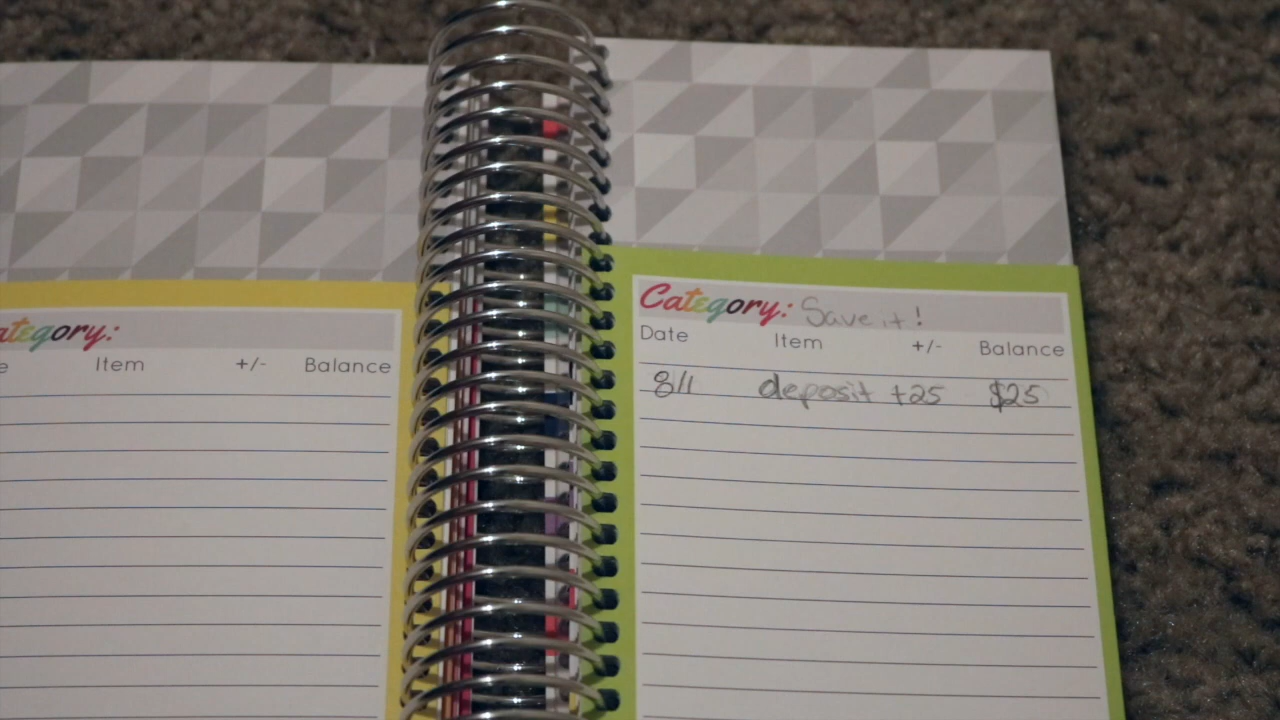 ategory:
e Item +/- Balance
Category: Save it!
Date Item +/- Balance
8/1 deposit +25 $25